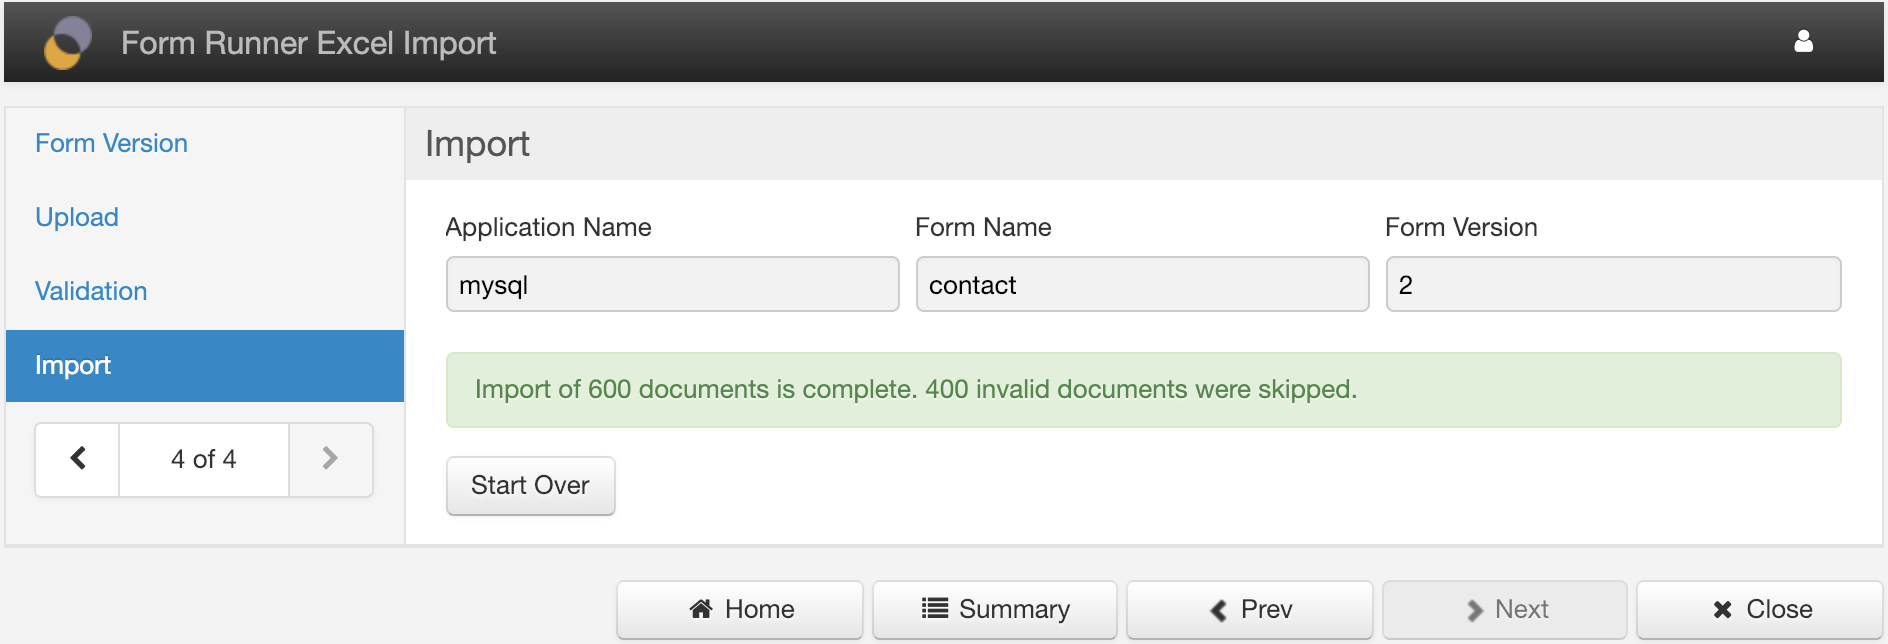 Form Runner Excel Import
Form Version
Upload
Validation
Import
4 of 4
Import
Application Name
Form Name
Form Version
mysql
contact
2
Import of 600 documents is complete. 400 invalid documents were skipped.
Start Over
Home
Summary
Prev
Next
Close